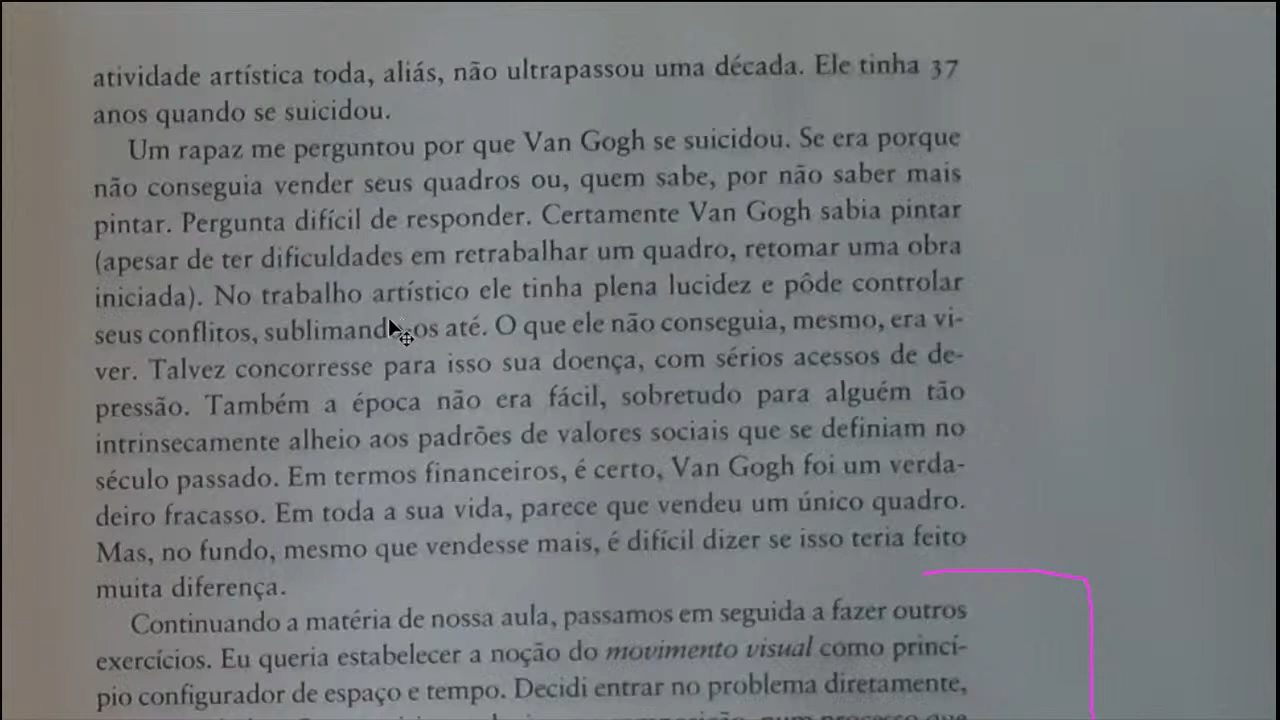 atividade artística toda, aliás, não ultrapassou uma década. Ele tinha 37
anos quando se suicidou.
Um rapaz me perguntou por que Van Gogh se suicidou. Se era porque
não conseguia vender seus quadros ou, quem sabe, por não saber mais
pintar. Pergunta difícil de responder. Certamente Van Gogh sabia pintar
(apesar de ter dificuldades em retrabalhar um quadro, retomar uma obra
iniciada). No trabalho artístico ele tinha plena lucidez e pôde controlar
seus conflitos, sublimando-os até. O que ele não conseguia, mesmo, era vi-
ver. Talvez concorresse para isso sua doença, com sérios acessos de de-
pressão. Também a época não era fácil, sobretudo para alguém tão
intrinsecamente alheio aos padrões de valores sociais que se definiam no
século passado. Em termos financeiros, é certo, Van Gogh foi um verda-
deiro fracasso. Em toda a sua vida, parece que vendeu um único quadro.
Mas, no fundo, mesmo que vendesse mais, é difícil dizer se isso teria feito
muita diferença.
Continuando a matéria de nossa aula, passamos em seguida a fazer outros
exercícios. Eu queria estabelecer a noção do movimento visual como princí-
pio configurador de espaço e tempo. Decidi entrar no problema diretamente,